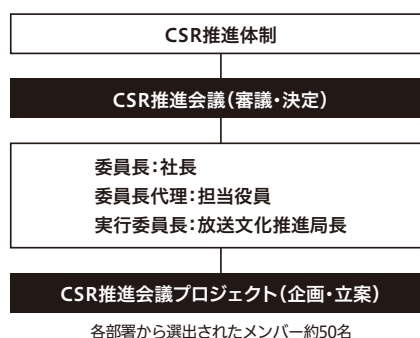 CSR推進体制
CSR推進会議（審議・決定）
委員長：社長
委員長代理：担当役員
実行委員長：放送文化推進局長
CSR推進会議プロジェクト（企画・立案）
各部署から選出されたメンバー約50名